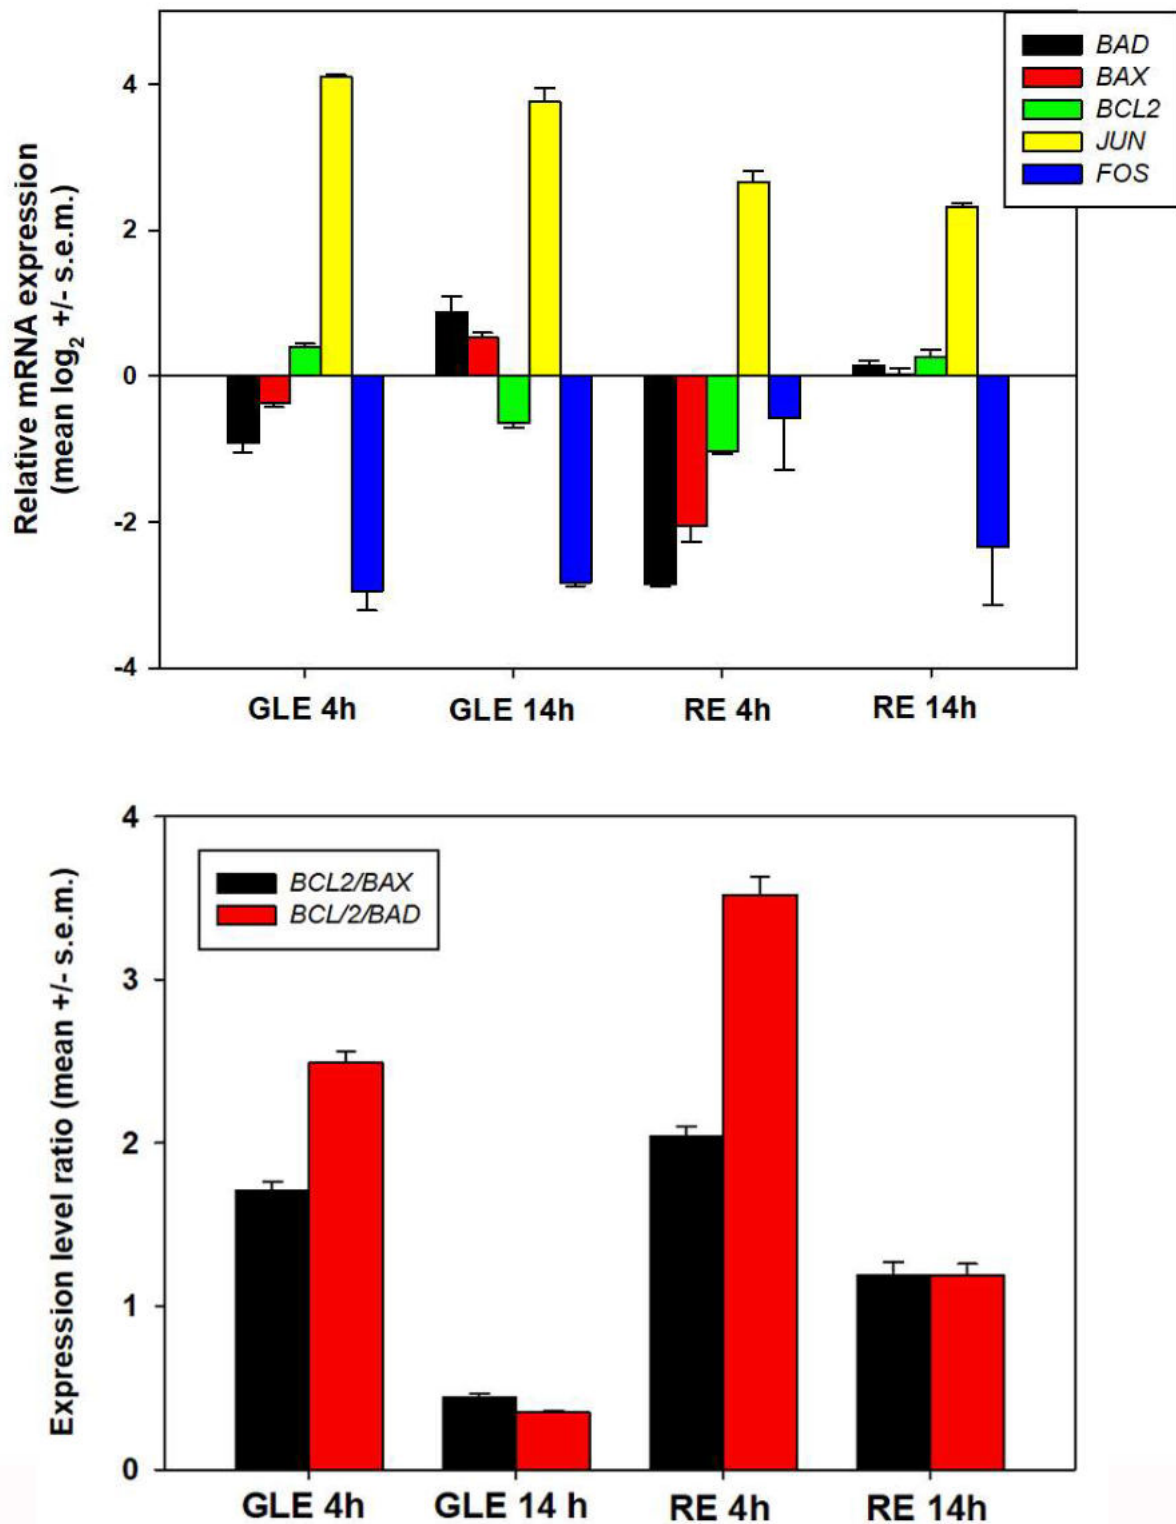 BAD
BAX
BCL2
JUN
FOS
Relative mRNA expression
(mean log2 +/- s.e.m.)
4
2
0
-2
-4
GLE 4h GLE 14h RE 4h RE 14h
BCL2/BAX
BCL/2/BAD
Expression level ratio (mean +/- s.e.m.)
4
3
2
1
0
GLE 4h GLE 14 h RE 4h RE 14h